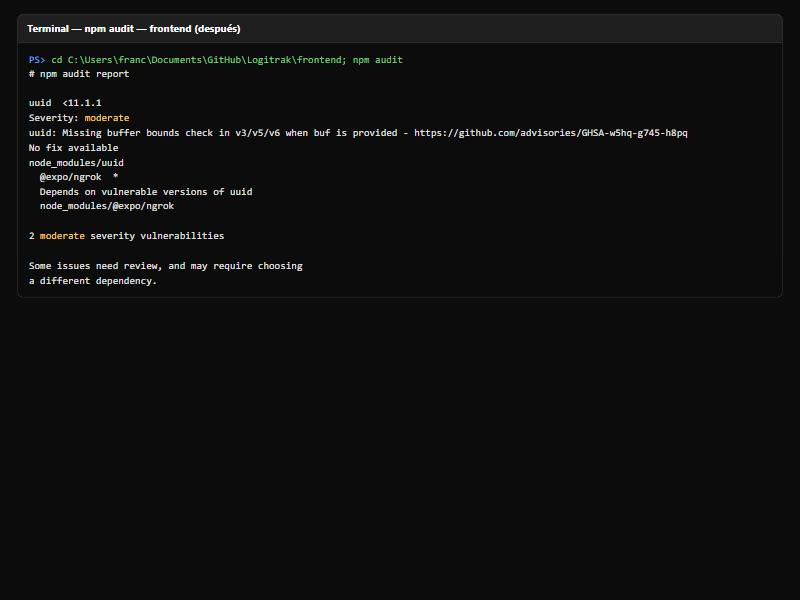 Terminal — npm audit — frontend (después)
PS> cd C:\Users\franc\Documents\GitHub\Logitrak\frontend; npm audit
# npm audit report
uuid  <11.1.1
Severity: moderate
uuid: Missing buffer bounds check in v3/v5/v6 when buf is provided - https://github.com/advisories/GHSA-w5hq-g745-h8pq
No fix available
node_modules/uuid
  @expo/ngrok  *
  Depends on vulnerable versions of uuid
  node_modules/@expo/ngrok
2 moderate severity vulnerabilities
Some issues need review, and may require choosing
a different dependency.